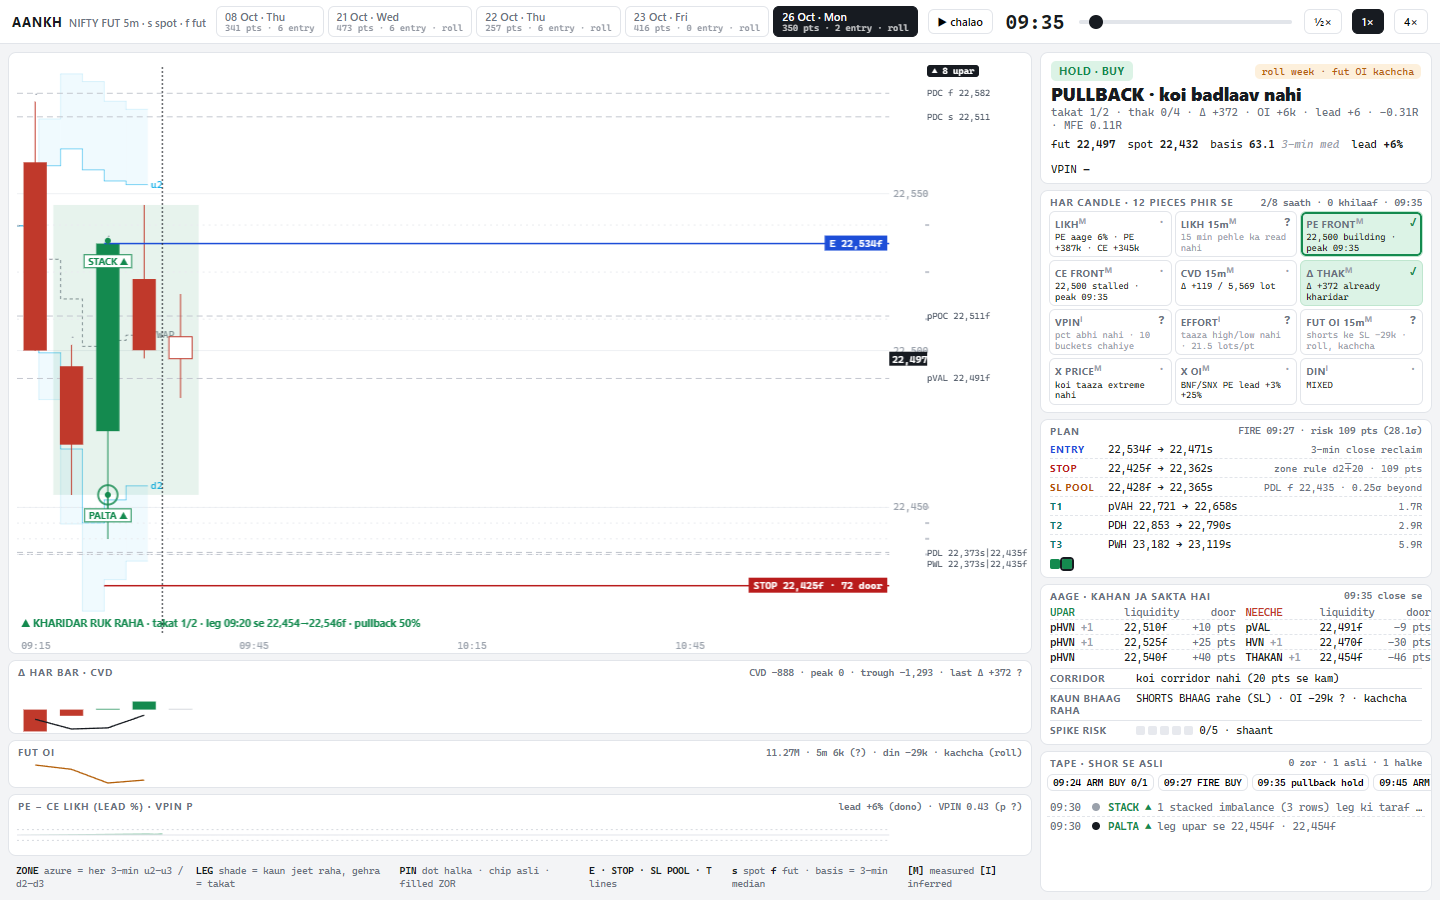 AANKH NIFTY FUT 5m · s spot · f fut
08 Oct · Thu
341 pts · 6 entry · roll
21 Oct · Wed
473 pts · 6 entry · roll
22 Oct · Thu
257 pts · 6 entry · roll
23 Oct · Fri
416 pts · 0 entry · roll
26 Oct · Mon
350 pts · 2 entry · roll
▶ chalao
09:35
½×
1×
4×
▲ 8 upar
PDC f 22,582
PDC s 22,511
u2
22,550
E 22,534f
STACK ▲
pPOC 22,511f
22,497
pVAL 22,491f
d2
22,450
PALTA ▲
PDL 22,373s|22,435f
PWL 22,373s|22,435f
STOP 22,425f · 72 door
▲ KHARIDAR RUK RAHA · takat 1/2 · leg 09:20 se 22,454→22,546f · pullback 50%
09:15
09:45
10:15
10:45
Δ HAR BAR · CVD
CVD −888 · peak 0 · trough −1,293 · last Δ +372 ?
FUT OI
11.27M · 5m 6k (?) · din −29k · kachcha (roll)
PE − CE LIKH (LEAD %) · VPIN P
lead +6% (dono) · VPIN 0.43 (p ?)
ZONE azure = her 3-min u2-u3 / d2-d3
LEG shade = kaun jeet raha, gehra = takat
PIN dot halka · chip asli · filled ZOR
E · STOP · SL POOL · T lines
s spot f fut · basis = 3-min median
[M] measured [I] inferred
HOLD · BUY
roll week · fut OI kachcha
PULLBACK · koi badlaav nahi
takat 1/2 · thak 0/4 · Δ +372 · OI +6k · lead +6 · −0.31R
· MFE 0.11R
fut 22,497 spot 22,432 basis 63.1 3-min med lead +6%
VPIN −
HAR CANDLE · 12 PIECES PHIR SE
2/8 saath · 0 khilaaf · 09:35
LIKH M ·
PE aage 6% · PE +387k · CE +345k
LIKH 15m M ?
15 min pehle ka read nahi
PE FRONT M ✓
22,500 building · peak 09:35
CE FRONT M ·
22,500 stalled · peak 09:35
CVD 15m M ·
Δ +119 / 5,569 lot
Δ THAK M ✓
Δ +372 already kharidar
VPIN I ?
pct abhi nahi · 10 buckets chahiye
EFFORT I ?
taaza high/low nahi · 21.5 lots/pt
FUT OI 15m M ?
shorts ke SL −29k · roll, kachcha
X PRICE M ·
koi taaza extreme nahi
X OI M ·
BNF/SNX PE lead +3% +25%
DIN I ·
MIXED
PLAN
FIRE 09:27 · risk 109 pts (28.1σ)
ENTRY 22,534f → 22,471s 3-min close reclaim
STOP 22,425f → 22,362s zone rule d2∓20 · 109 pts
SL POOL 22,428f → 22,365s PDL f 22,435 · 0.25σ beyond
T1 pVAH 22,721 → 22,658s 1.7R
T2 PDH 22,853 → 22,790s 2.9R
T3 PWH 23,182 → 23,119s 5.9R
AAGE · KAHAN JA SAKTA HAI
09:35 close se
UPAR liquidity door NEECHE liquidity door
pHVN +1 22,510f +10 pts pVAL 22,491f −9 pts
pHVN +1 22,525f +25 pts HVN +1 22,470f −30 pts
pHVN 22,540f +40 pts THAKAN +1 22,454f −46 pts
CORRIDOR koi corridor nahi (20 pts se kam)
KAUN BHAAG RAHA SHORTS BHAAG rahe (SL) · OI −29k ? · kachcha
SPIKE RISK 0/5 · shaant
TAPE · SHOR SE ASLI
0 zor · 1 asli · 1 halke
09:24 ARM BUY 0/1
09:27 FIRE BUY
09:35 pullback hold
09:45 ARM
09:30 STACK ▲ 1 stacked imbalance (3 rows) leg ki taraf …
09:30 PALTA ▲ leg upar se 22,454f · 22,454f